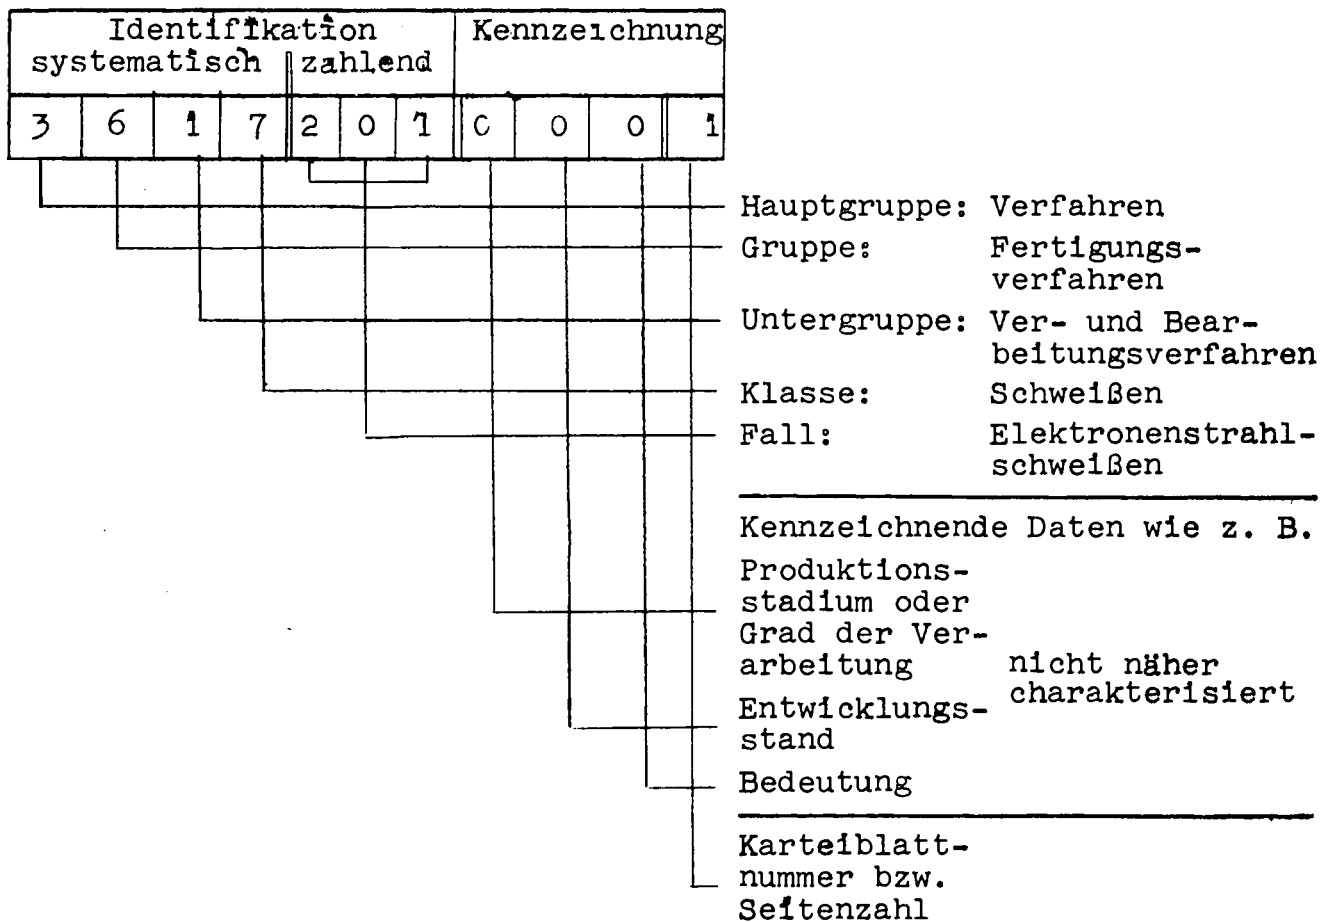 Identifikation Kennzeichnung
systematisch zahlend
3 6 1 7 2 0 1 0 0 0 1
Hauptgruppe: Verfahren
Gruppe: Fertigungs-
verfahren
Untergruppe: Ver- und Bear-
beitungsverfahren
Klasse: Schweißen
Fall: Elektronenstrahl-
schweißen
Kennzeichnende Daten wie z. B.
Produktions-
stadium oder
Grad der Ver-
arbeitung
nicht näher
charakterisiert
Entwicklungs-
stand
Bedeutung
Karteiblatt-
nummer bzw.
Seitenzahl